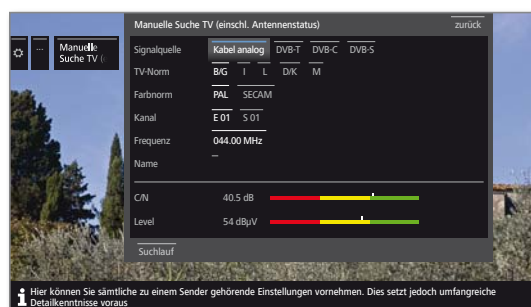 Manuelle Suche TV (einschl. Antennenstatus) zurück
... Manuelle
Suche TV (
Signalquelle Kabel analog DVB-T DVB-C DVB-S
TV-Norm B/G I L D/K M
Farbnorm PAL SECAM
Kanal E 01 S 01
Frequenz 044.00 MHz
Name –
C/N 40.5 dB
Level 54 dBµV
Suchlauf
Hier können Sie sämtliche zu einem Sender gehörende Einstellungen vornehmen. Dies setzt jedoch umfangreiche
Detailkenntnisse voraus